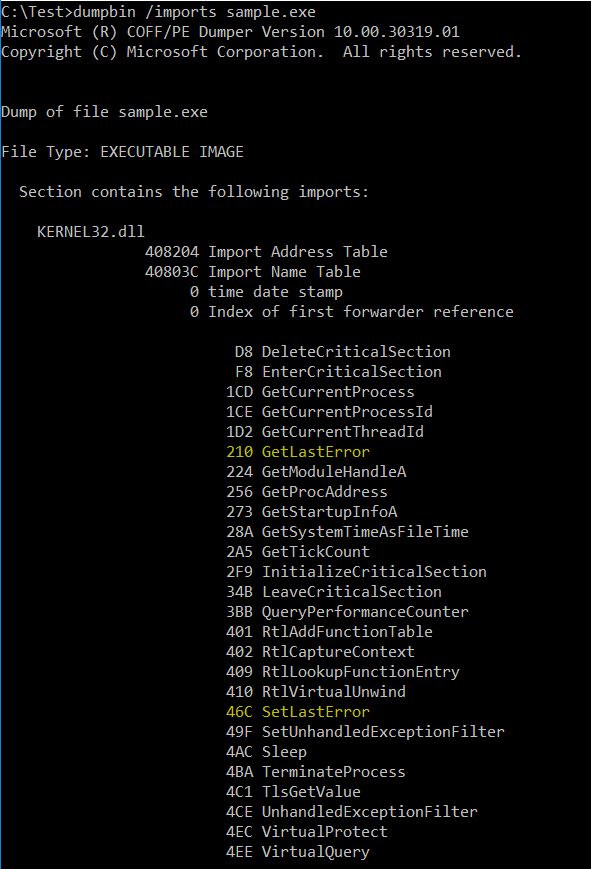 C:\Test>dumpbin /imports sample.exe
Microsoft (R) COFF/PE Dumper Version 10.00.30319.01
Copyright (C) Microsoft Corporation.  All rights reserved.
Dump of file sample.exe
File Type: EXECUTABLE IMAGE
Section contains the following imports:
KERNEL32.dll
408204 Import Address Table
40803C Import Name Table
0 time date stamp
0 Index of first forwarder reference
D8 DeleteCriticalSection
F8 EnterCriticalSection
1CD GetCurrentProcess
1CE GetCurrentProcessId
1D2 GetCurrentThreadId
210 GetLastError
224 GetModuleHandleA
256 GetProcAddress
273 GetStartupInfoA
28A GetSystemTimeAsFileTime
2A5 GetTickCount
2F9 InitializeCriticalSection
34B LeaveCriticalSection
3BB QueryPerformanceCounter
401 RtlAddFunctionTable
402 RtlCaptureContext
409 RtlLookupFunctionEntry
410 RtlVirtualUnwind
46C SetLastError
49F SetUnhandledExceptionFilter
4AC Sleep
4BA TerminateProcess
4C1 TlsGetValue
4CE UnhandledExceptionFilter
4EC VirtualProtect
4EE VirtualQuery